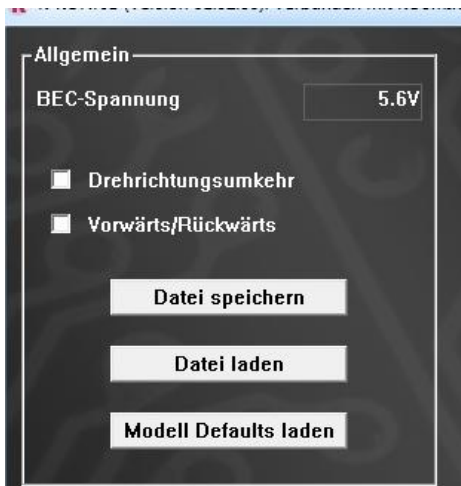 Allgemein
BEC-Spannung 5.6V
Drehrichtungsumkehr
Vorwärts/Rückwärts
Datei speichern
Datei laden
Modell Defaults laden